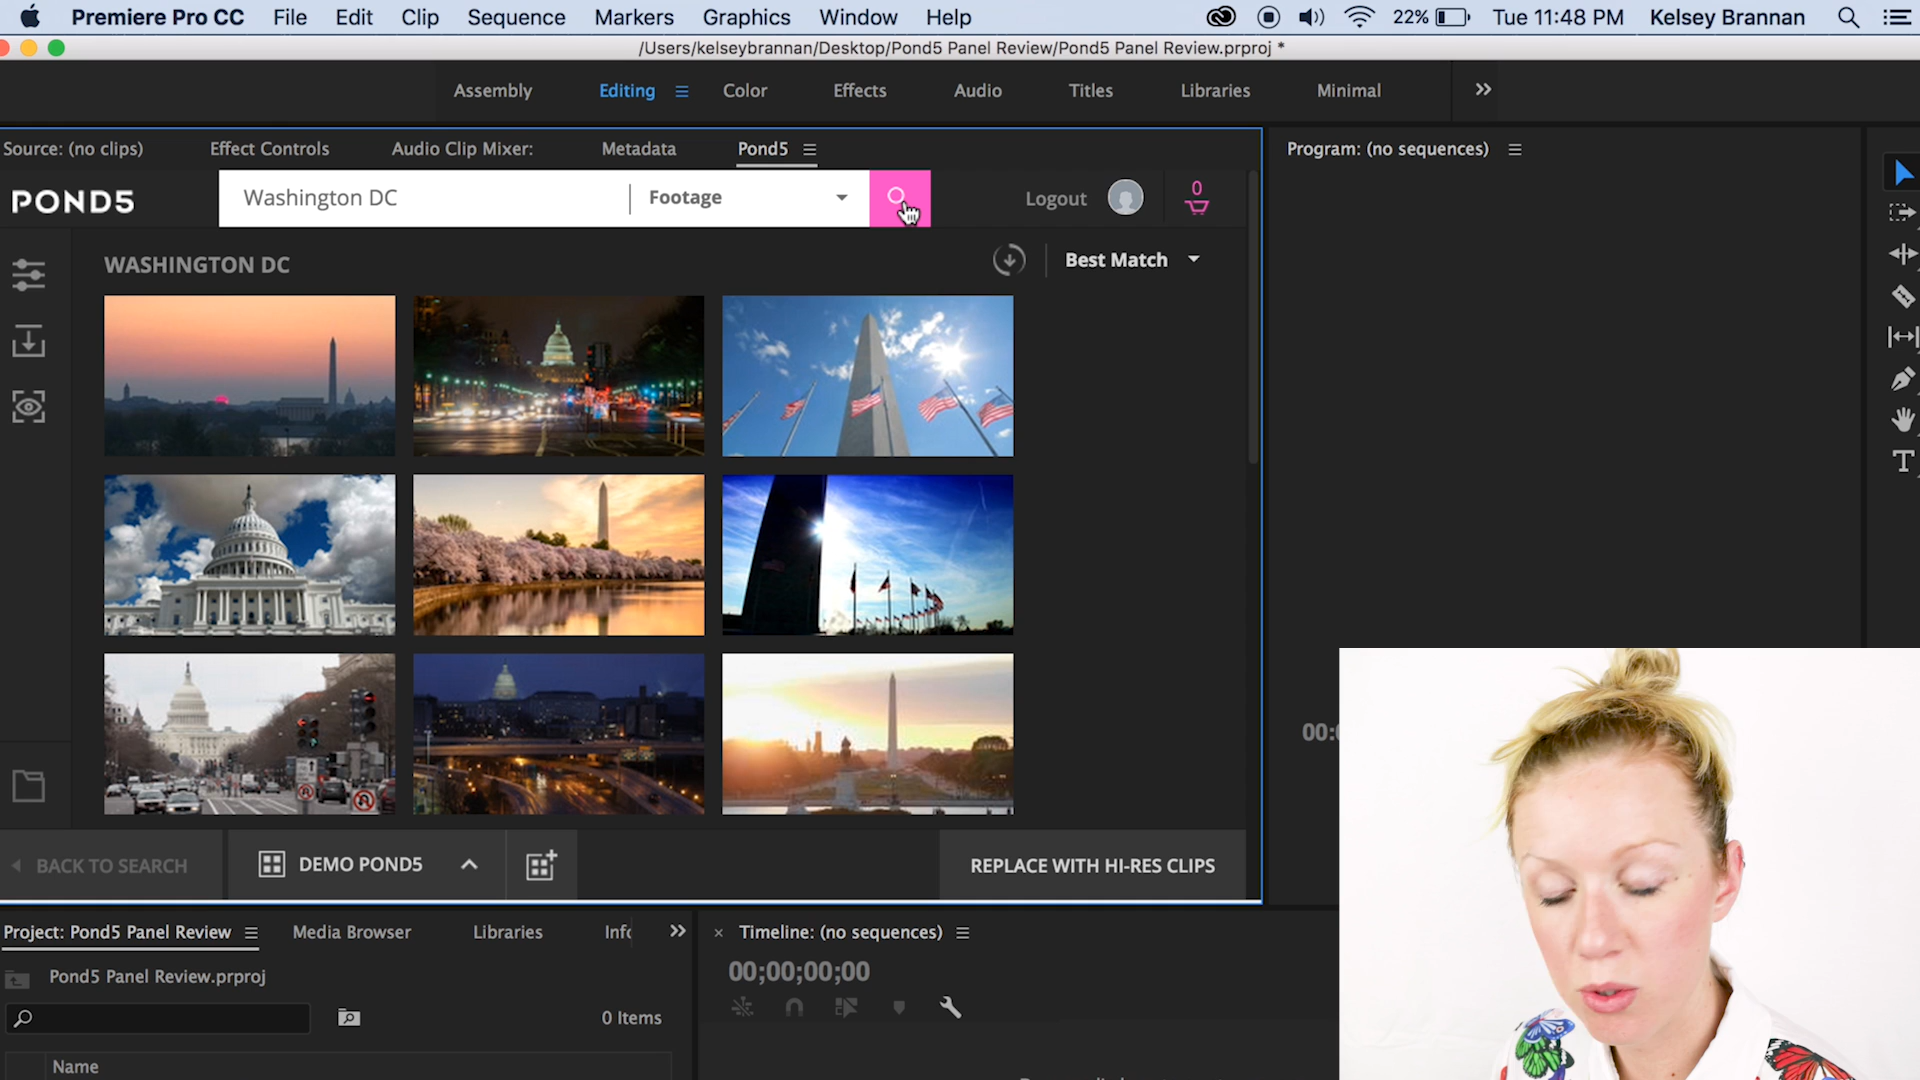 Premiere Pro CC File Edit Clip Sequence Markers Graphics Window Help 22% Tue 11:48 PM Kelsey Brannan
/Users/kelseybrannan/Desktop/Pond5 Panel Review/Pond5 Panel Review.prproj *
Assembly Editing Color Effects Audio Titles Libraries Minimal
Source: (no clips) Effect Controls Audio Clip Mixer: Metadata Pond5 Program: (no sequences)
POND5 Washington DC Footage Logout 0
WASHINGTON DC Best Match
00:
BACK TO SEARCH DEMO POND5 REPLACE WITH HI-RES CLIPS
Project: Pond5 Panel Review Media Browser Libraries Info × Timeline: (no sequences)
Pond5 Panel Review.prproj 00;00;00;00
0 Items
Name